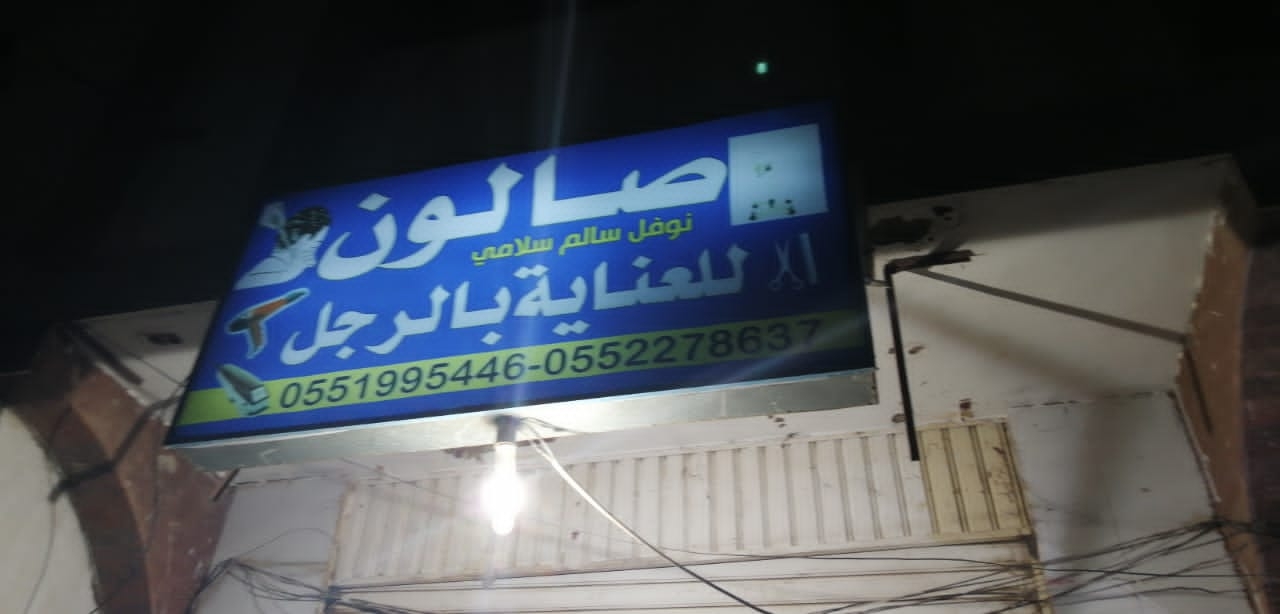 صالون
نوفل سالم سلامي
للعناية بالرجل
0551995446-0552278637